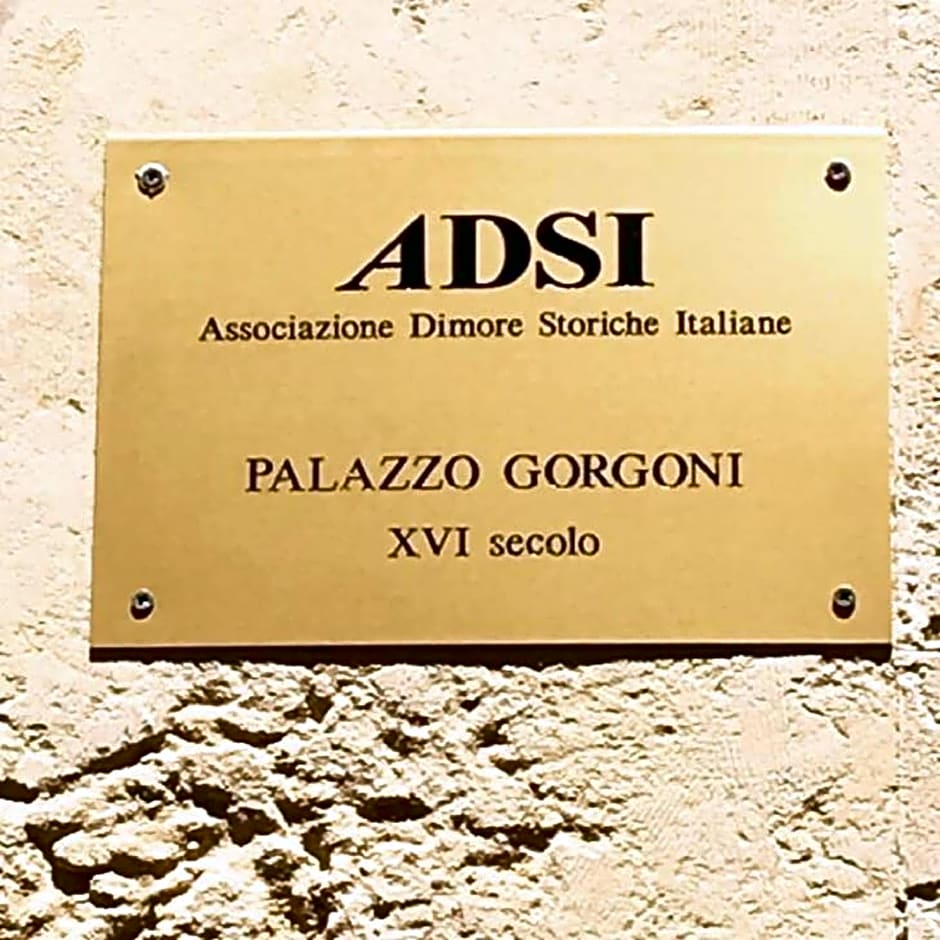 ADSI
Associazione Dimore Storiche Italiane
PALAZZO GORGONI
XVI secolo